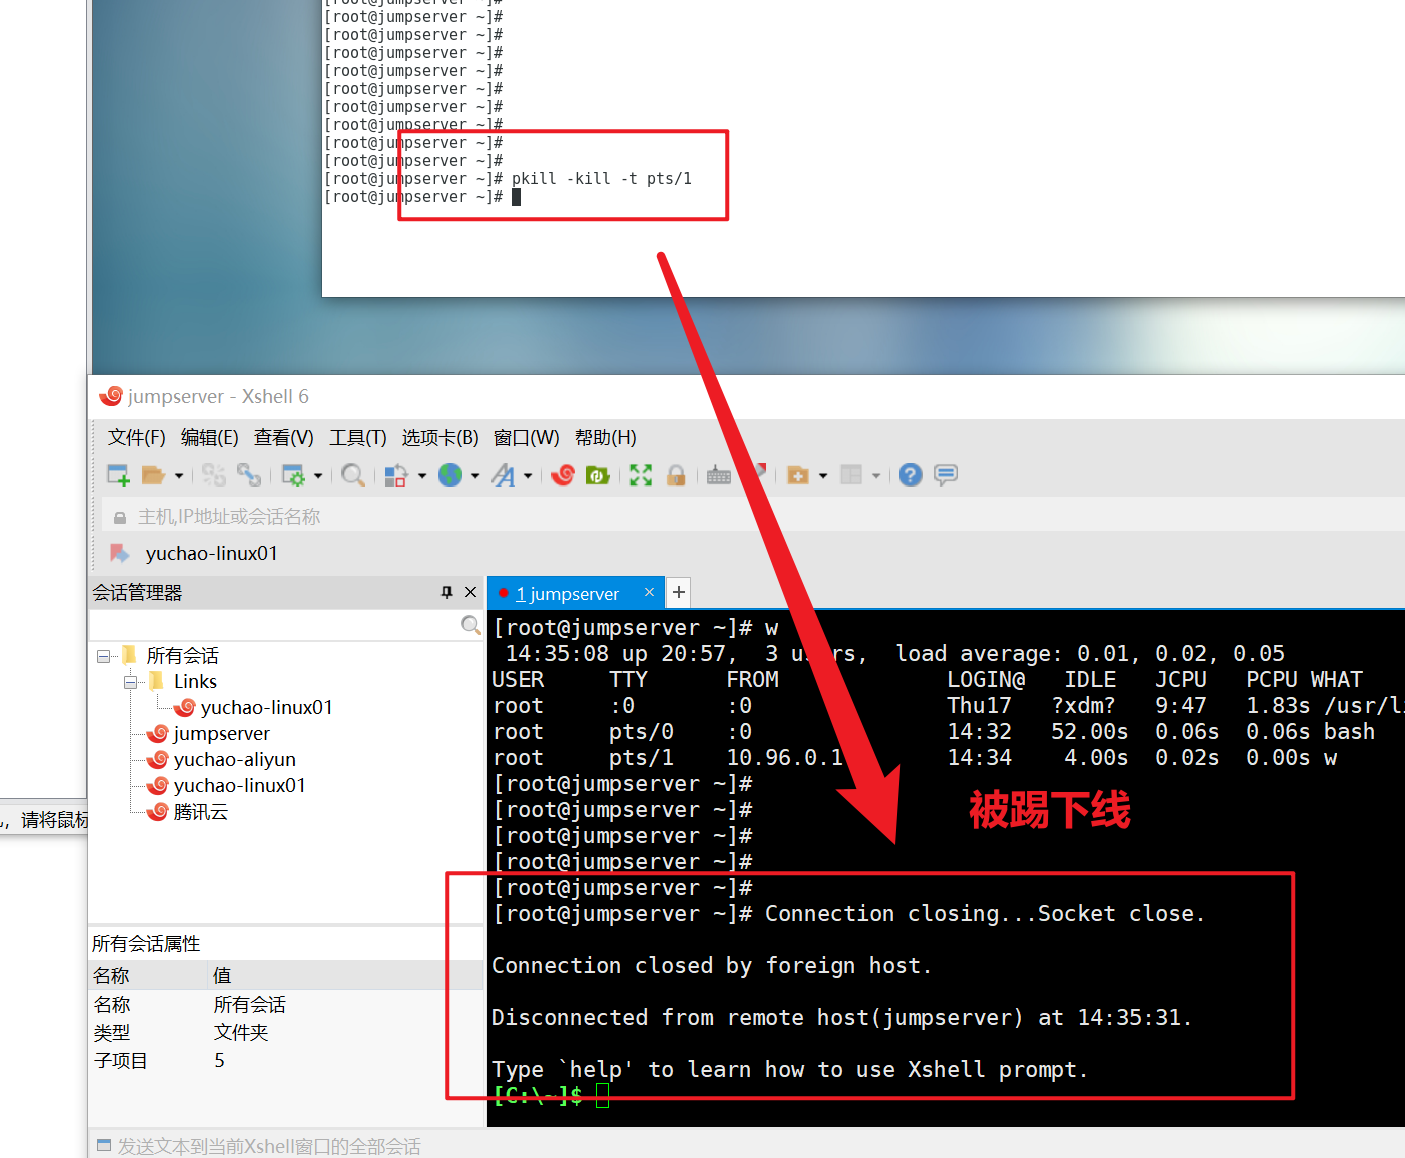 [root@jumpserver ~]#
[root@jumpserver ~]#
[root@jumpserver ~]#
[root@jumpserver ~]#
[root@jumpserver ~]#
[root@jumpserver ~]#
[root@jumpserver ~]#
[root@jumpserver ~]#
[root@jumpserver ~]#
[root@jumpserver ~]#
[root@jumpserver ~]# pkill -kill -t pts/1
[root@jumpserver ~]#
jumpserver - Xshell 6
文件(F) 编辑(E) 查看(V) 工具(T) 选项卡(B) 窗口(W) 帮助(H)
主机,IP地址或会话名称
yuchao-linux01
会话管理器
所有会话
Links
yuchao-linux01
jumpserver
yuchao-aliyun
yuchao-linux01
腾讯云
，请将鼠标
所有会话属性
名称 值
名称 所有会话
类型 文件夹
子项目 5
1 jumpserver
[root@jumpserver ~]# w
14:35:08 up 20:57, 3 users, load average: 0.01, 0.02, 0.05
USER TTY FROM LOGIN@ IDLE JCPU PCPU WHAT
root :0 :0 Thu17 ?xdm? 9:47 1.83s /usr/li
root pts/0 :0 14:32 52.00s 0.06s 0.06s bash
root pts/1 10.96.0.1 14:34 4.00s 0.02s 0.00s w
[root@jumpserver ~]#
[root@jumpserver ~]#
[root@jumpserver ~]#
[root@jumpserver ~]#
[root@jumpserver ~]#
[root@jumpserver ~]# Connection closing...Socket close.
Connection closed by foreign host.
Disconnected from remote host(jumpserver) at 14:35:31.
Type `help' to learn how to use Xshell prompt.
[C:\~]$
被踢下线
发送文本到当前Xshell窗口的全部会话